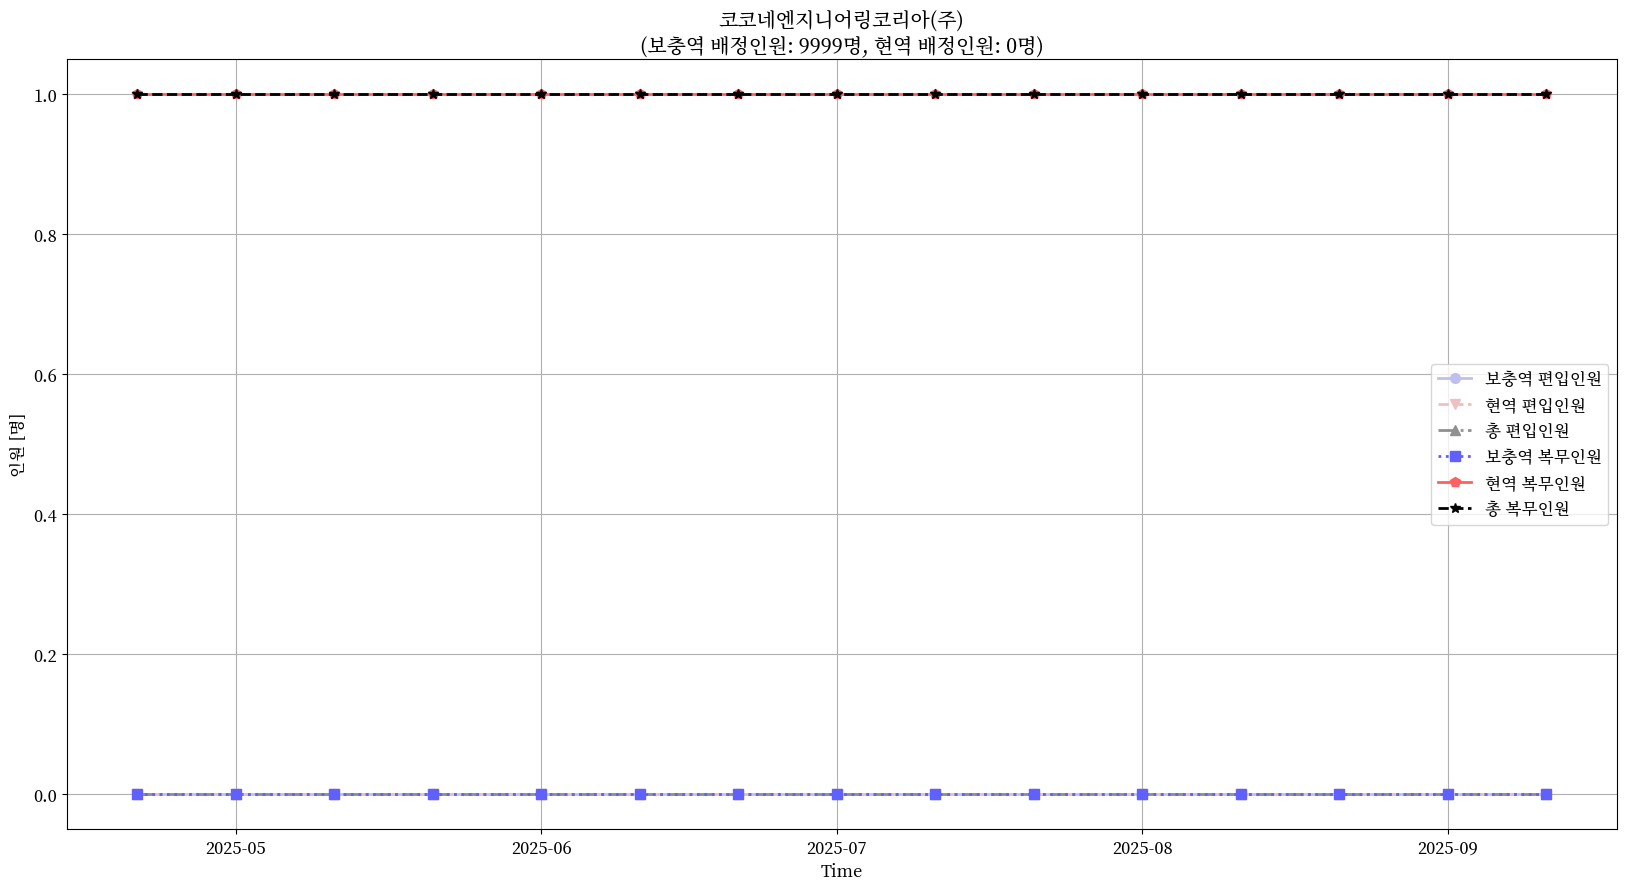 코코네엔지니어링코리아(주)
(보충역 배정인원: 9999명, 현역 배정인원: 0명)
인원 [명]
1.0
0.8
0.6
0.4
0.2
0.0
보충역 편입인원
현역 편입인원
총 편입인원
보충역 복무인원
현역 복무인원
총 복무인원
2025-05 2025-06 2025-07 2025-08 2025-09
Time